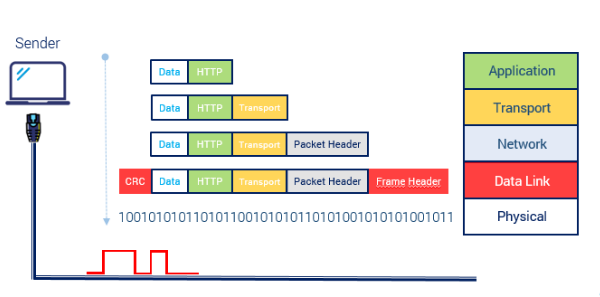 Sender
Data HTTP
Application
Data HTTP Transport
Transport
Data HTTP Transport Packet Header
Network
CRC Data HTTP Transport Packet Header Frame Header
Data Link
100101010110101100101010110101001010101001011
Physical